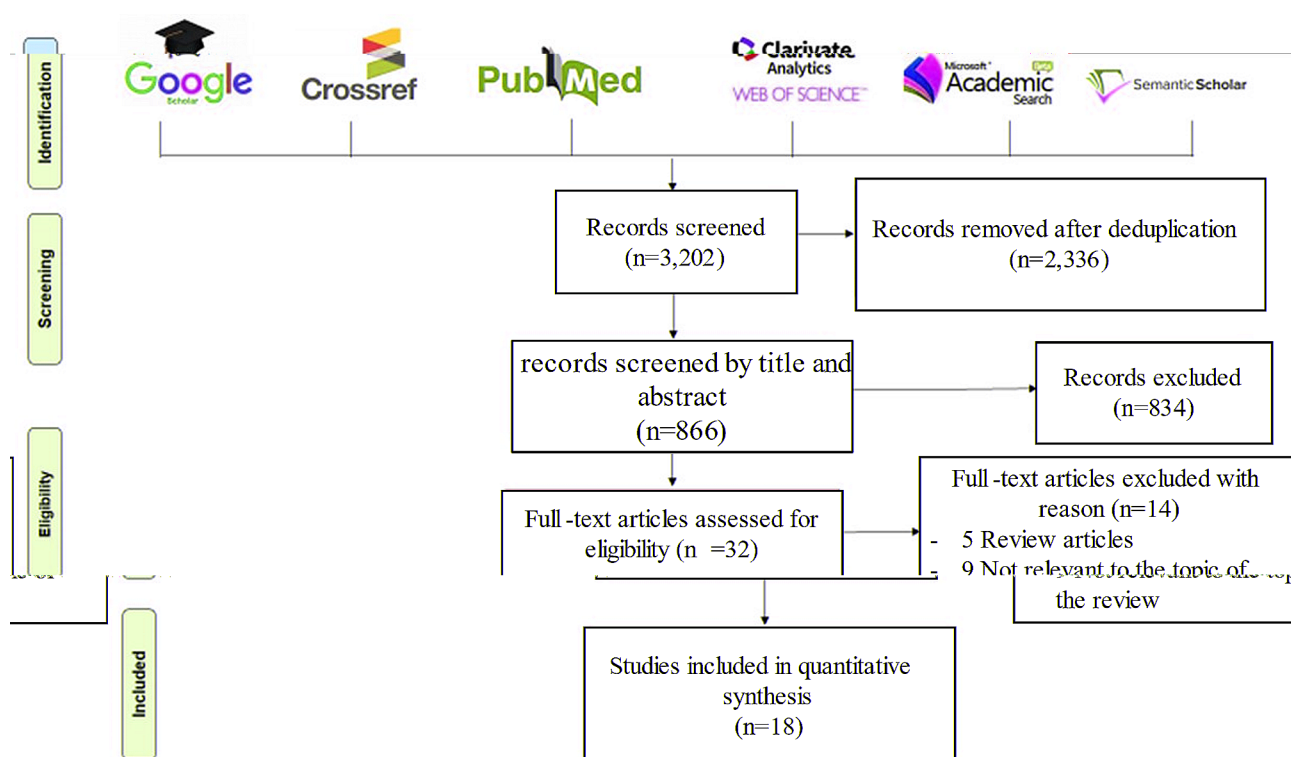 Identification
Google
Scholar
Crossref
PubMed
Clarivate
Analytics
WEB OF SCIENCE™
Microsoft®
Academic
Beta
Search
Semantic Scholar
Records screened
(n=3,202)
Records removed after deduplication
(n=2,336)
Screening
records screened by title and
abstract
(n=866)
Records excluded
(n=834)
Eligibility
Full-text articles assessed for
eligibility (n =32)
Full-text articles excluded with
reason (n=14)
- 5 Review articles
- 9 Not relevant to the topic of
the review
Included
Studies included in quantitative
synthesis
(n=18)